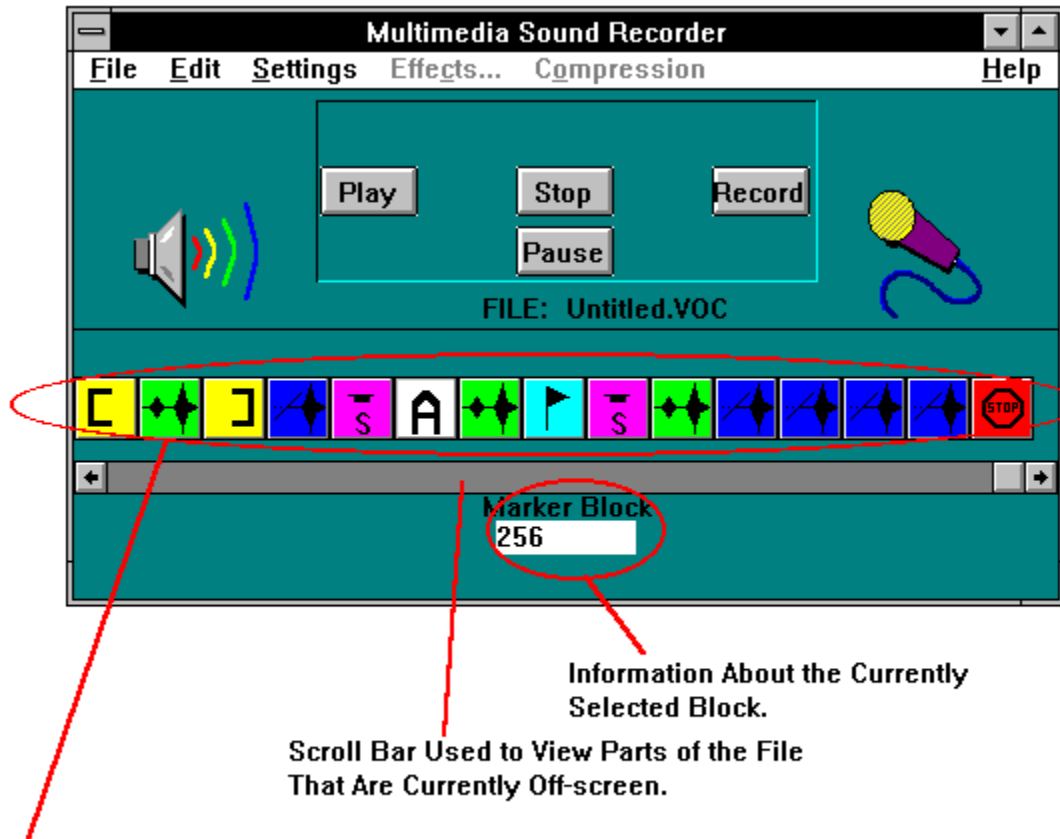 Multimedia Sound Recorder
File Edit Settings Effects... Compression Help
Play Stop Record
Pause
FILE: Untitled.VOC
[ ] S A S STOP
Marker Block
256
Information About the Currently
Selected Block.
Scroll Bar Used to View Parts of the File
That Are Currently Off-screen.